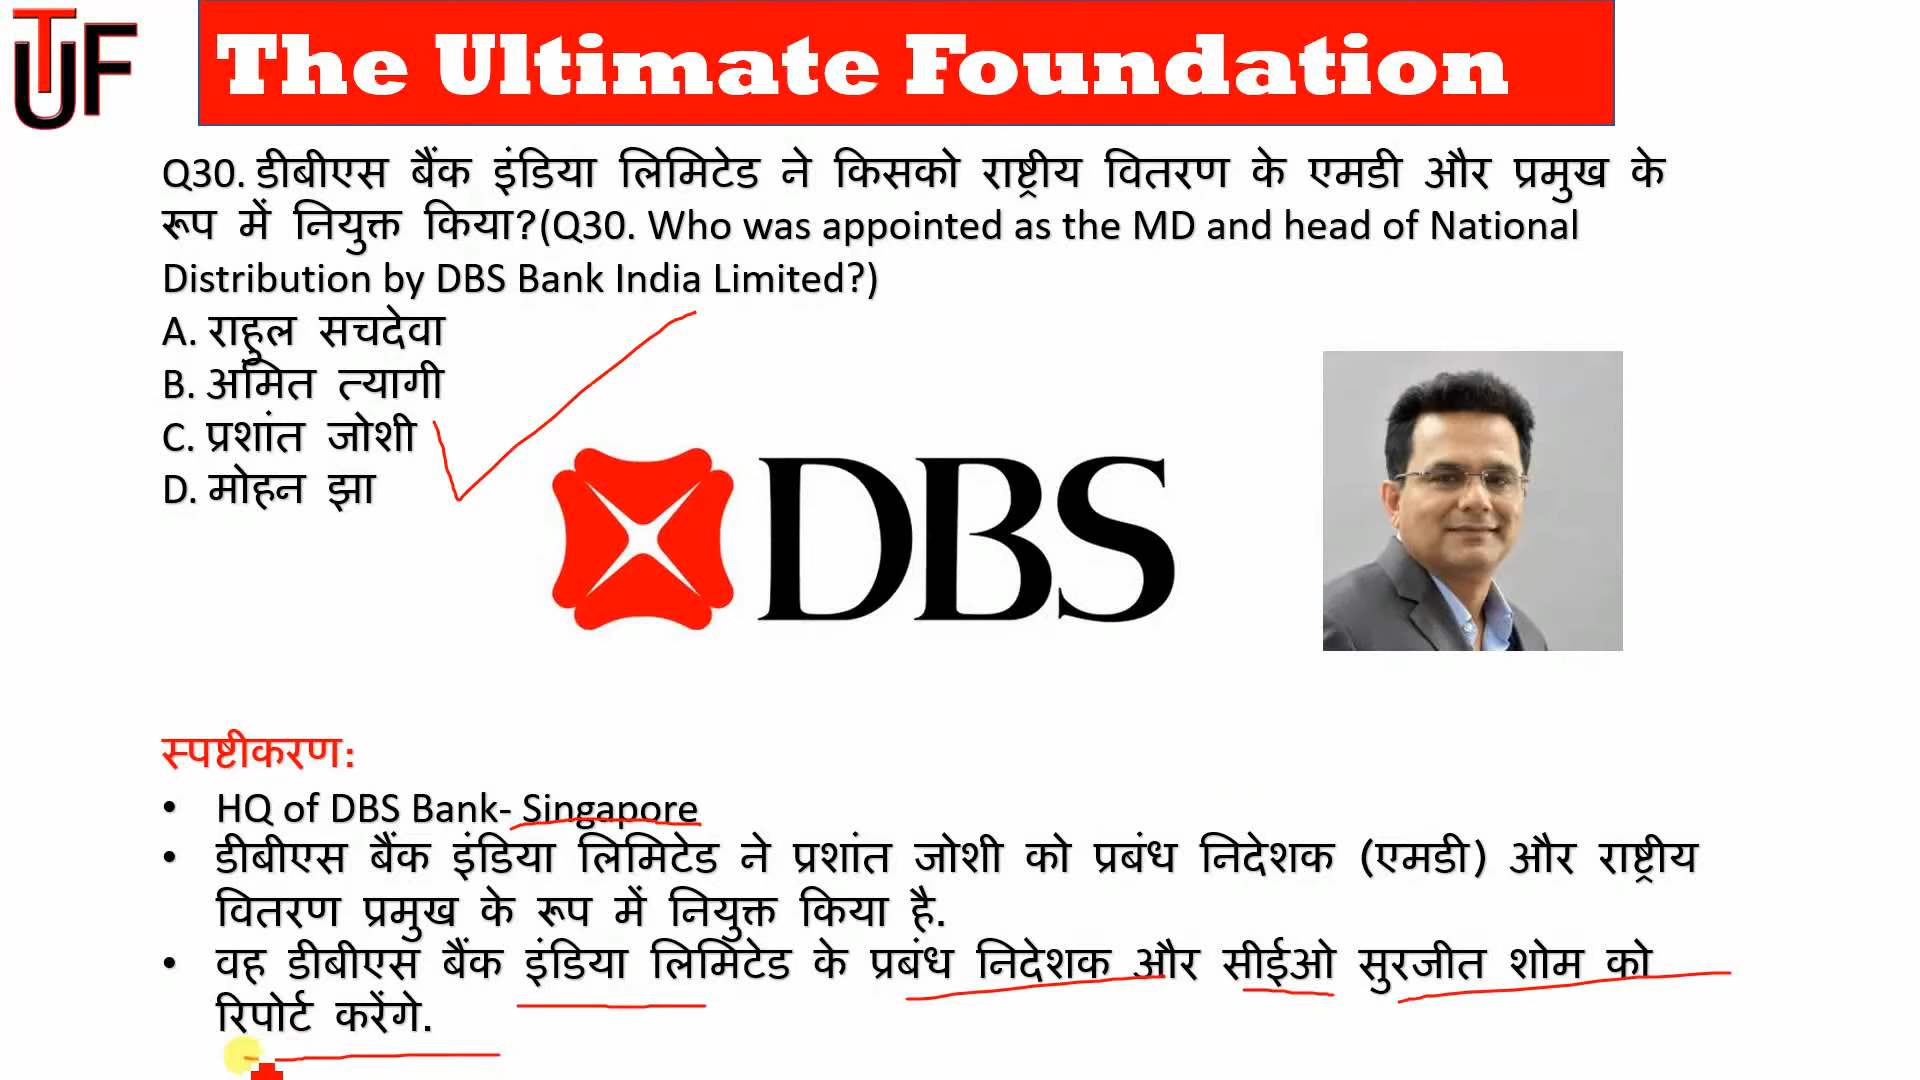 TUF
The Ultimate Foundation
Q30. डीबीएस बैंक इंडिया लिमिटेड ने किसको राष्ट्रीय वितरण के एमडी और प्रमुख के
रूप में नियुक्त किया?(Q30. Who was appointed as the MD and head of National
Distribution by DBS Bank India Limited?)
A. राहुल सचदेवा
B. अमित त्यागी
C. प्रशांत जोशी
D. मोहन झा
DBS
स्पष्टीकरण:
• HQ of DBS Bank- Singapore
• डीबीएस बैंक इंडिया लिमिटेड ने प्रशांत जोशी को प्रबंध निदेशक (एमडी) और राष्ट्रीय
वितरण प्रमुख के रूप में नियुक्त किया है.
• वह डीबीएस बैंक इंडिया लिमिटेड के प्रबंध निदेशक और सीईओ सुरजीत शोम को
रिपोर्ट करेंगे.